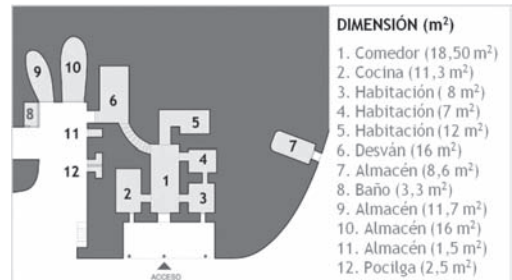 DIMENSIÓN (m²)
1. Comedor (18,50 m²)
2. Cocina (11,3 m²)
3. Habitación ( 8 m²)
4. Habitación (7 m²)
5. Habitación (12 m²)
6. Desván (16 m²)
7. Almacén (8,6 m²)
8. Baño (3,3 m²)
9. Almacén (11,7 m²)
10. Almacén (16 m²)
11. Almacén (1,5 m²)
12. Pocilga (2,5 m²)
9
10
6
8
11
5
7
12
4
1
2
3
ACCESO